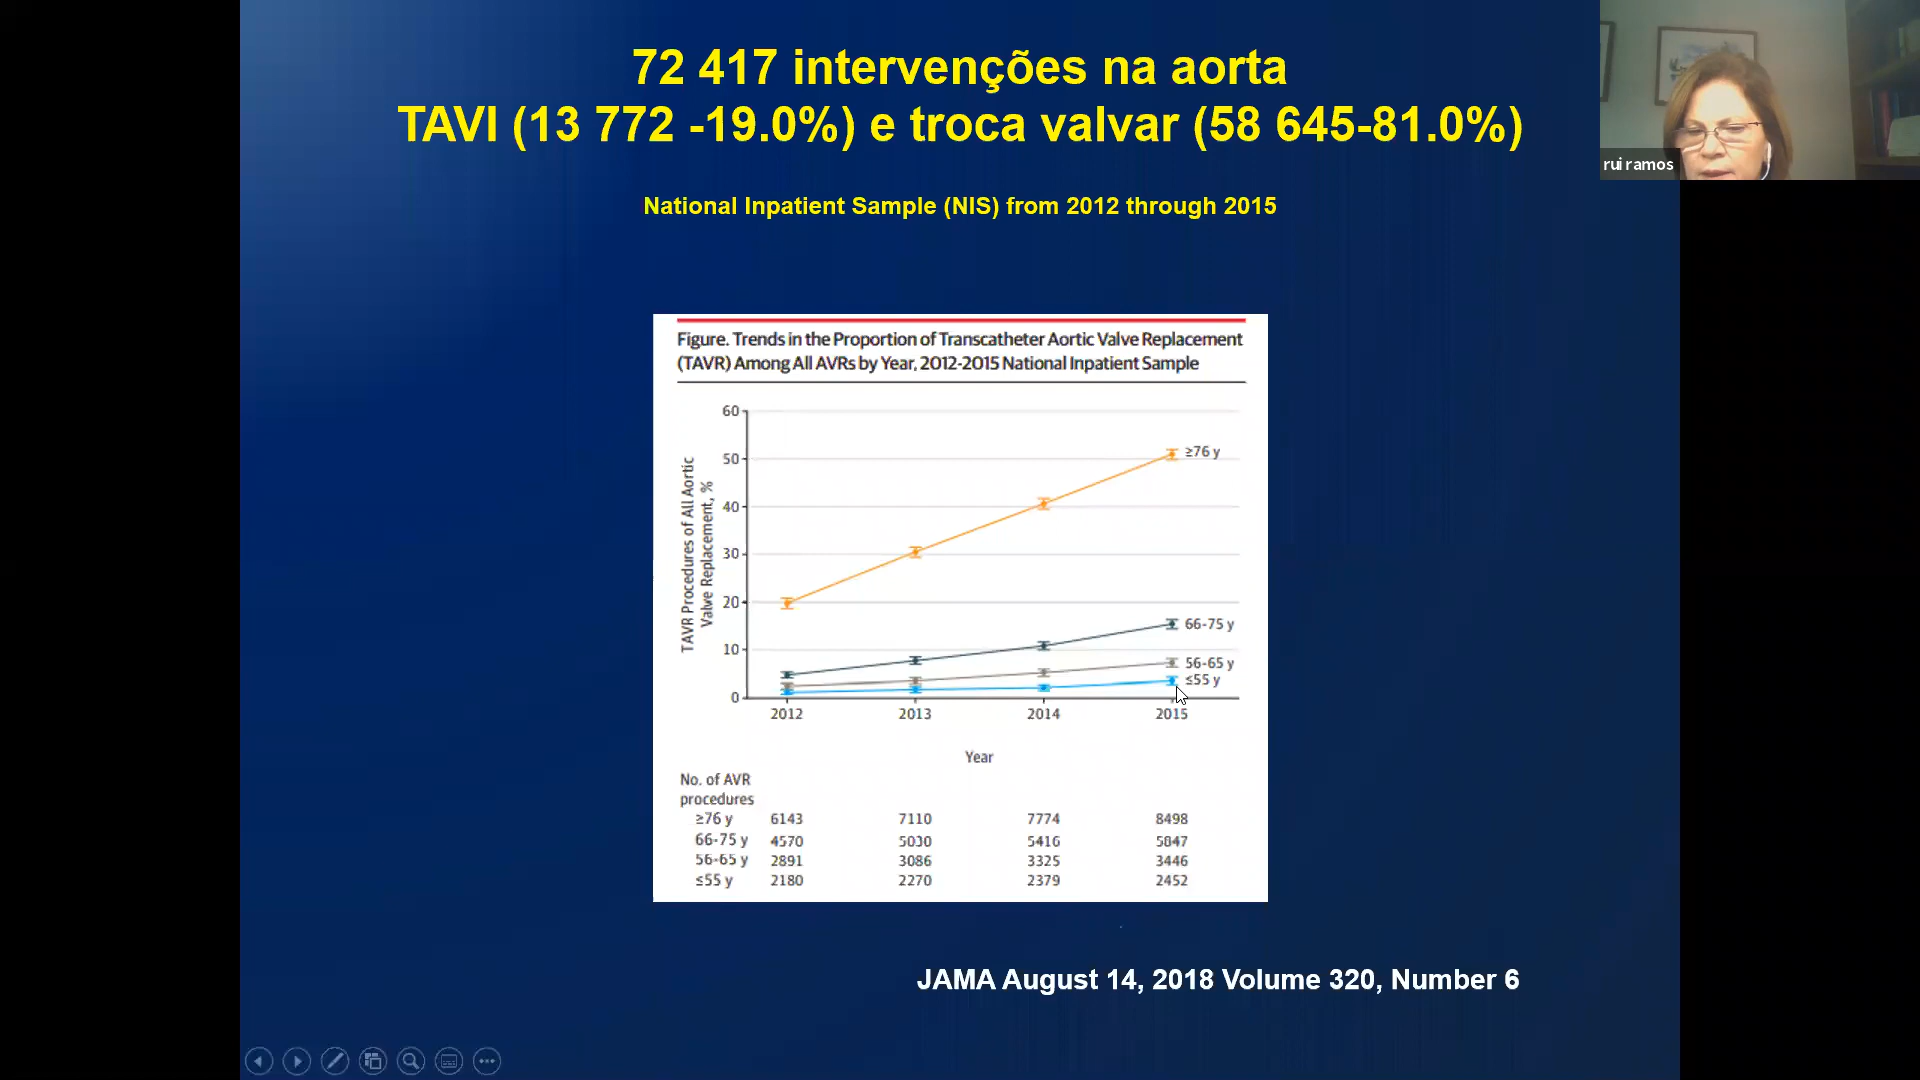 72 417 intervenções na aorta
TAVI (13 772 -19.0%) e troca valvar (58 645-81.0%)
rui ramos
National Inpatient Sample (NIS) from 2012 through 2015
Figure. Trends in the Proportion of Transcatheter Aortic Valve Replacement
(TAVR) Among All AVRs by Year, 2012-2015 National Inpatient Sample
TAVR Procedures of All Aortic
Valve Replacement, %
60
50
40
30
20
10
0
≥76 y
66-75 y
56-65 y
≤55 y
2012 2013 2014 2015
Year
No. of AVR
procedures
≥76 y 6143 7110 7774 8498
66-75 y 4570 5030 5416 5847
56-65 y 2891 3086 3325 3446
≤55 y 2180 2270 2379 2452
JAMA August 14, 2018 Volume 320, Number 6